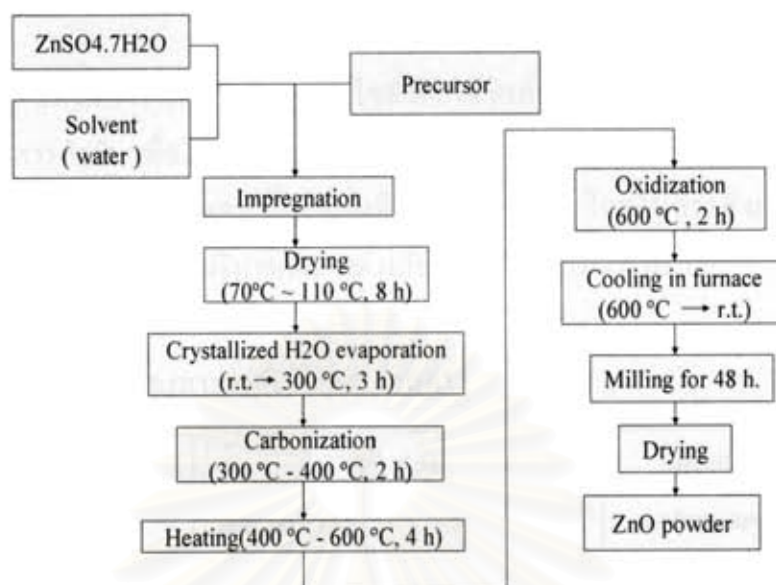 ZnSO4.7H2O
Solvent
( water )
Precursor
Impregnation
Drying
(70°C ~ 110 °C, 8 h)
Crystallized H2O evaporation
(r.t.→ 300 °C, 3 h)
Carbonization
(300 °C - 400 °C, 2 h)
Heating(400 °C - 600 °C, 4 h)
Oxidization
(600 °C , 2 h)
Cooling in furnace
(600 °C → r.t.)
Milling for 48 h.
Drying
ZnO powder